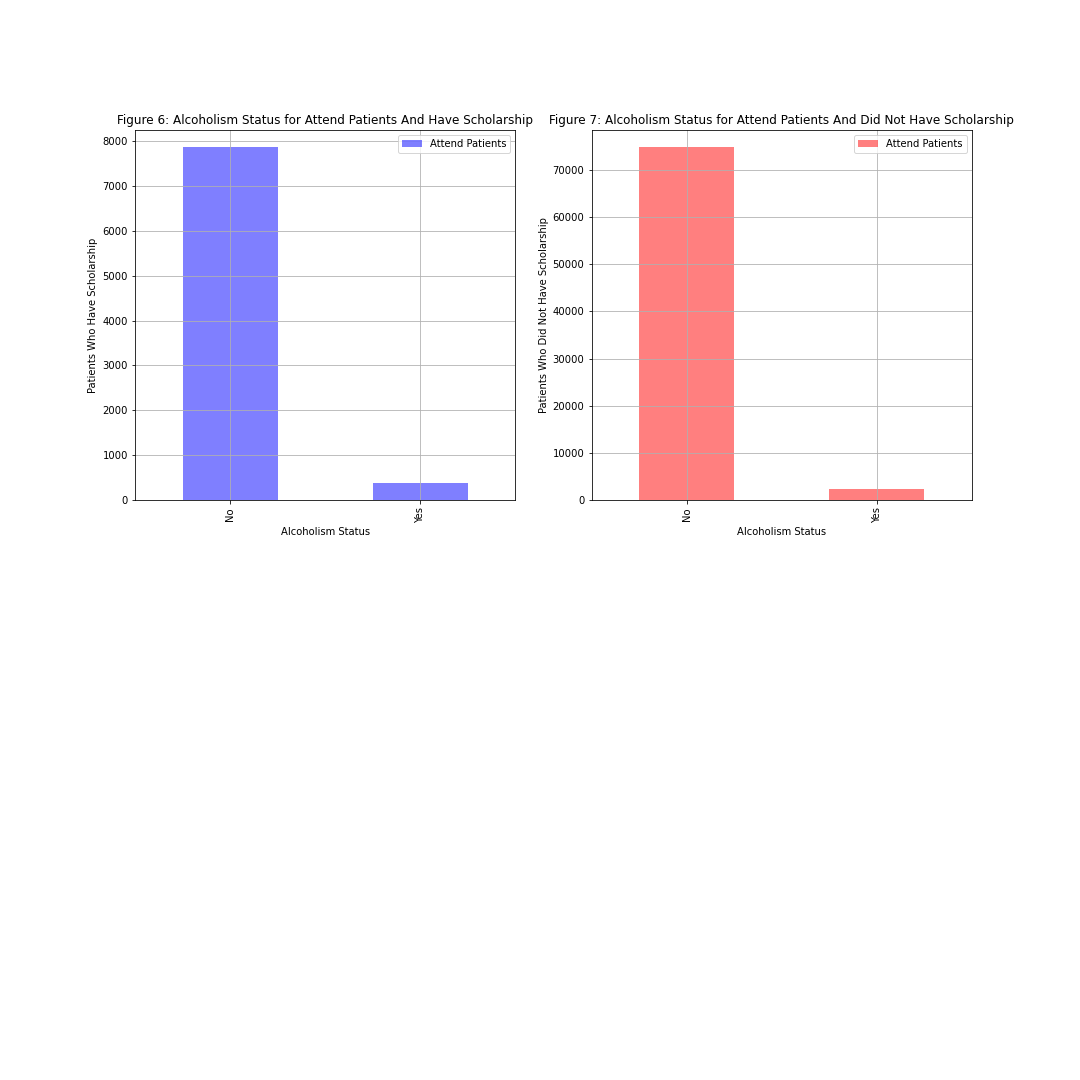 Figure 6: Alcoholism Status for Attend Patients And Have Scholarship
Attend Patients
Patients Who Have Scholarship
8000
7000
6000
5000
4000
3000
2000
1000
0
No
Yes
Alcoholism Status
Figure 7: Alcoholism Status for Attend Patients And Did Not Have Scholarship
Attend Patients
Patients Who Did Not Have Scholarship
70000
60000
50000
40000
30000
20000
10000
0
No
Yes
Alcoholism Status